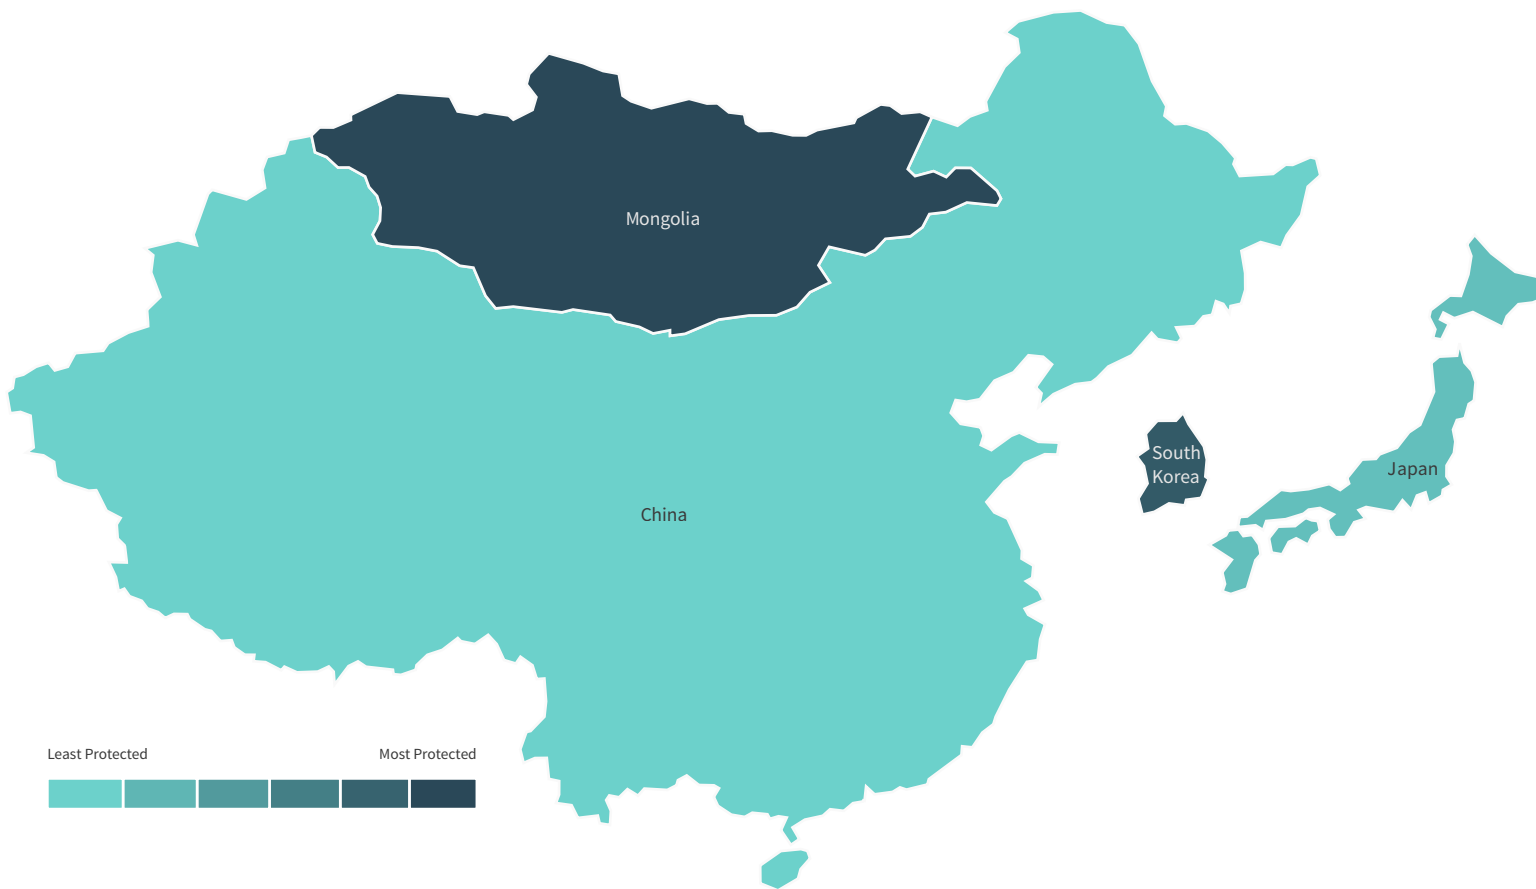 Mongolia
South
Korea
Japan
China
Least Protected
Most Protected